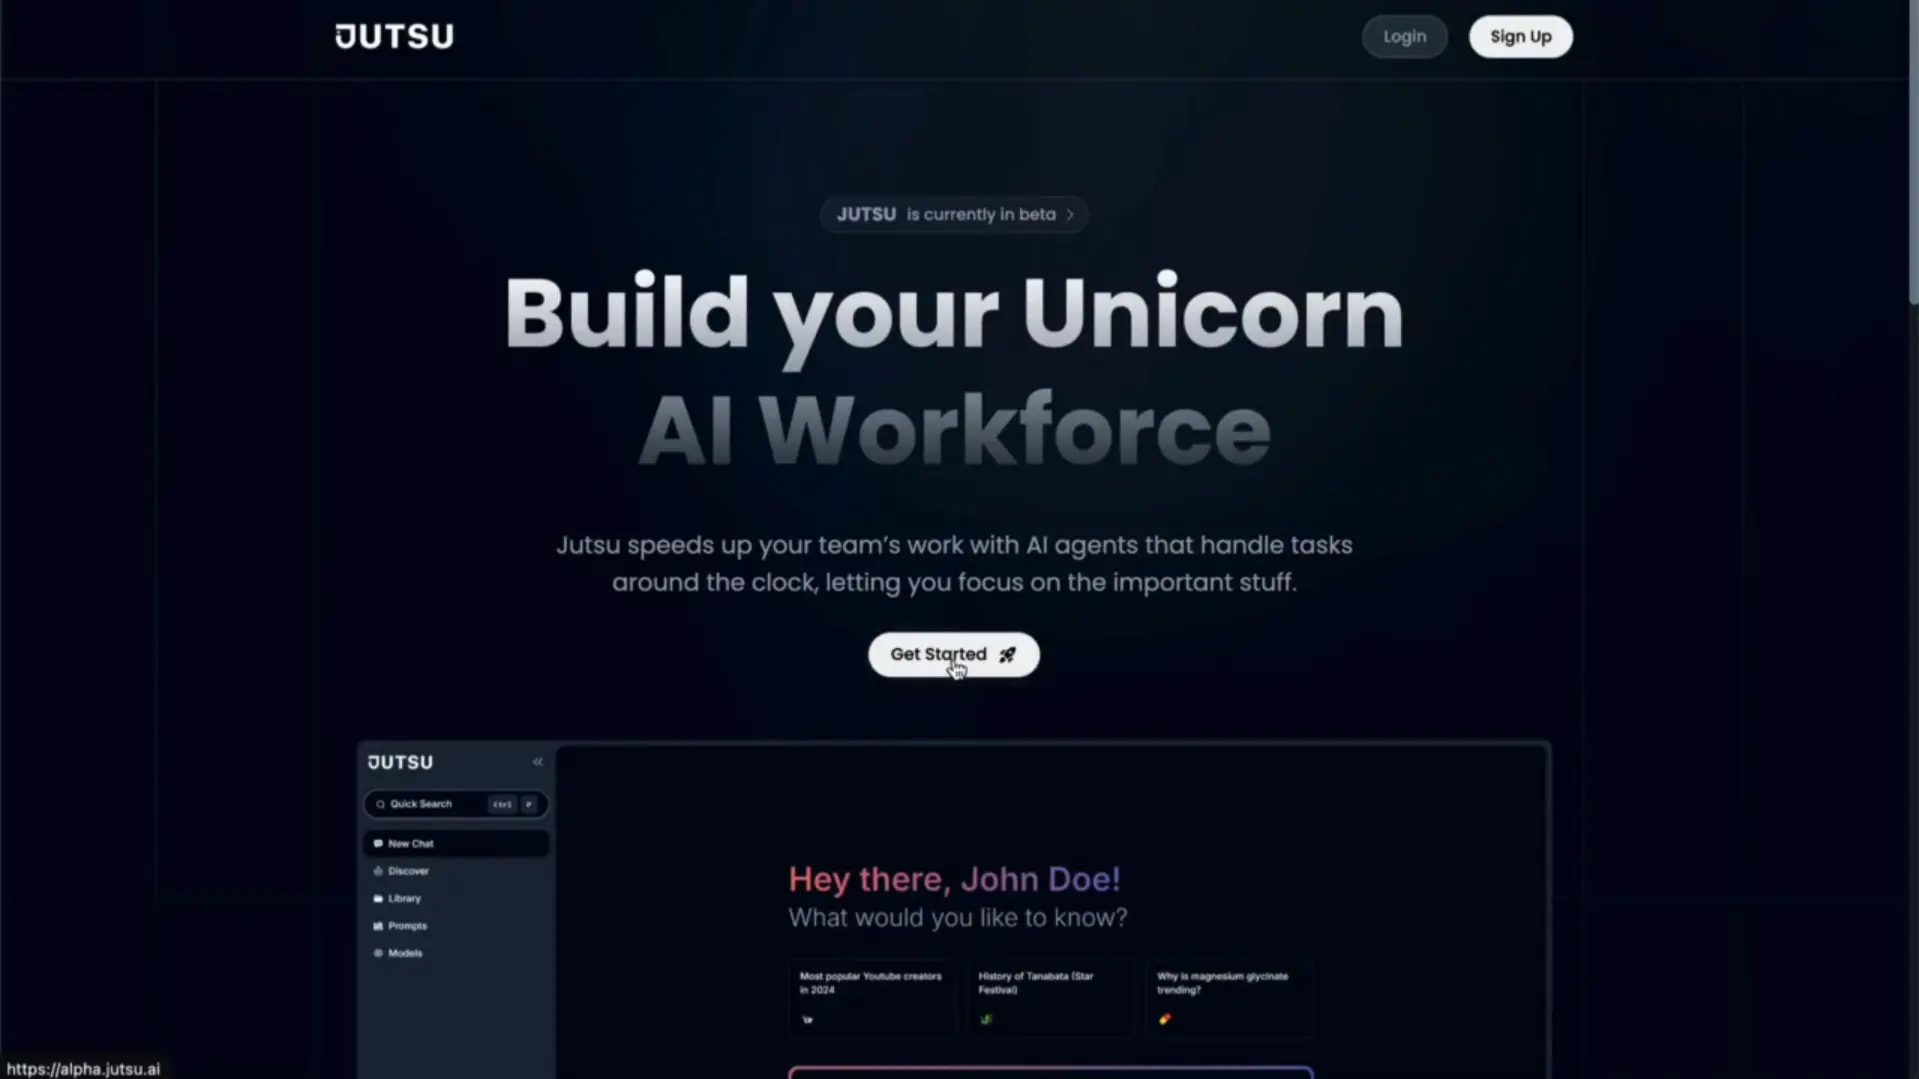 JUTSU
Login
Sign Up
JUTSU is currently in beta
Build your Unicorn
AI Workforce
Jutsu speeds up your team's work with AI agents that handle tasks
around the clock, letting you focus on the important stuff.
Get Started
JUTSU
Quick Search Ctrl P
New Chat
Discover
Library
Prompts
Models
Hey there, John Doe!
What would you like to know?
Most popular Youtube creators
in 2024
History of Tanabata (Star
Festival)
Why is magnesium glycinate
trending?
https://alpha.jutsu.ai